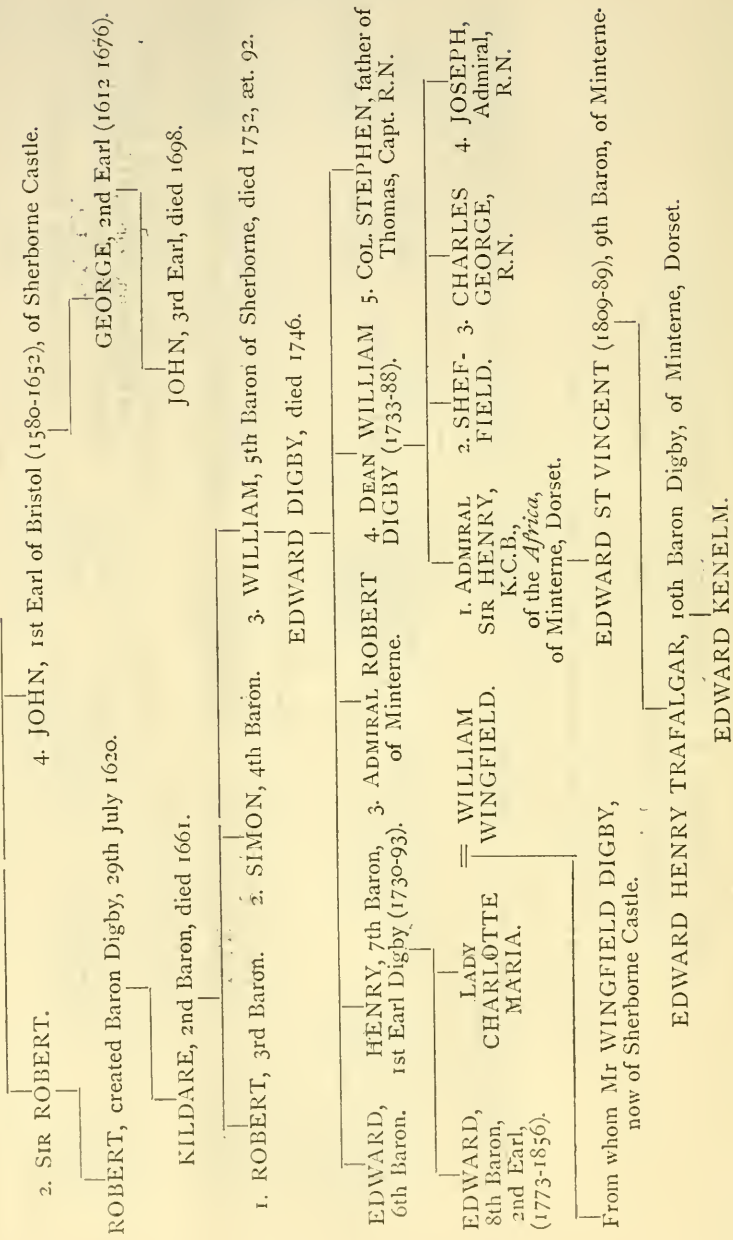 2. SIR ROBERT.
4. JOHN, 1st Earl of Bristol (1580-1652), of Sherborne Castle.
ROBERT, created Baron Digby, 29th July 1620.
GEORGE, 2nd Earl (1612 1676).
KILDARE, 2nd Baron, died 1661.
JOHN, 3rd Earl, died 1698.
1. ROBERT, 3rd Baron.
2. SIMON, 4th Baron.
3. WILLIAM, 5th Baron of Sherborne, died 1752, æt. 92.
EDWARD DIGBY, died 1746.
EDWARD,
6th Baron.
HENRY, 7th Baron,
1st Earl Digby (1730-93).
3. ADMIRAL ROBERT
of Minterne.
4. DEAN WILLIAM
DIGBY (1733-88).
5. COL. STEPHEN, father of
Thomas, Capt. R.N.
EDWARD,
8th Baron,
2nd Earl,
(1773-1856).
LADY
CHARLOTTE
MARIA.
=
WILLIAM
WINGFIELD.
1. ADMIRAL
SIR HENRY,
K.C.B.,
of the Africa,
of Minterne, Dorset.
2. SHEF-
FIELD.
3. CHARLES
GEORGE,
R.N.
4. JOSEPH,
Admiral,
R.N.
From whom Mr WINGFIELD DIGBY,
now of Sherborne Castle.
EDWARD ST VINCENT (1809-89), 9th Baron, of Minterne.
EDWARD HENRY TRAFALGAR, 10th Baron Digby, of Minterne, Dorset.
EDWARD KENELM.